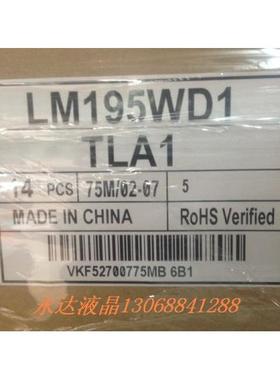 LM195WD1
TLA1
14 PCS 75M/02-07 5
MADE IN CHINA RoHS Verified
VKF52700775MB 6B1
永达液晶13068841288